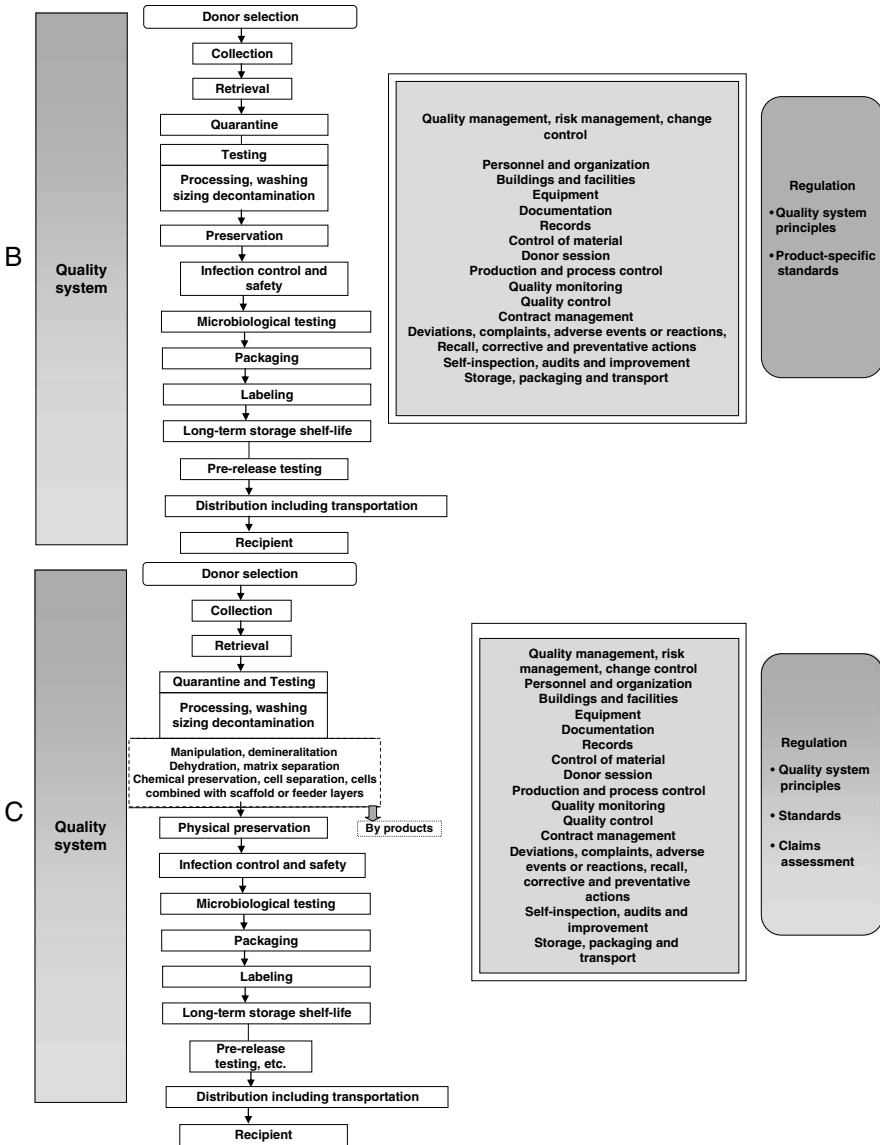 B
Quality
system
Donor selection
Collection
Retrieval
Quarantine
Testing
Processing, washing
sizing decontamination
Preservation
Infection control and
safety
Microbiological testing
Packaging
Labeling
Long-term storage shelf-life
Pre-release testing
Distribution including transportation
Recipient
Quality management, risk management, change
control
Personnel and organization
Buildings and facilities
Equipment
Documentation
Records
Control of material
Donor session
Production and process control
Quality monitoring
Quality control
Contract management
Deviations, complaints, adverse events or reactions,
Recall, corrective and preventative actions
Self-inspection, audits and improvement
Storage, packaging and transport
Regulation
• Quality system
principles
• Product-specific
standards
C
Quality
system
Donor selection
Collection
Retrieval
Quarantine and Testing
Processing, washing
sizing decontamination
Manipulation, demineralitation
Dehydration, matrix separation
Chemical preservation, cell separation, cells
combined with scaffold or feeder layers
By products
Physical preservation
Infection control and safety
Microbiological testing
Packaging
Labeling
Long-term storage shelf-life
Pre-release
testing, etc.
Distribution including transportation
Recipient
Quality management, risk
management, change control
Personnel and organization
Buildings and facilities
Equipment
Documentation
Records
Control of material
Donor session
Production and process control
Quality monitoring
Quality control
Contract management
Deviations, complaints, adverse
events or reactions, recall,
corrective and preventative
actions
Self-inspection, audits and
improvement
Storage, packaging and
transport
Regulation
• Quality system
principles
• Standards
• Claims
assessment